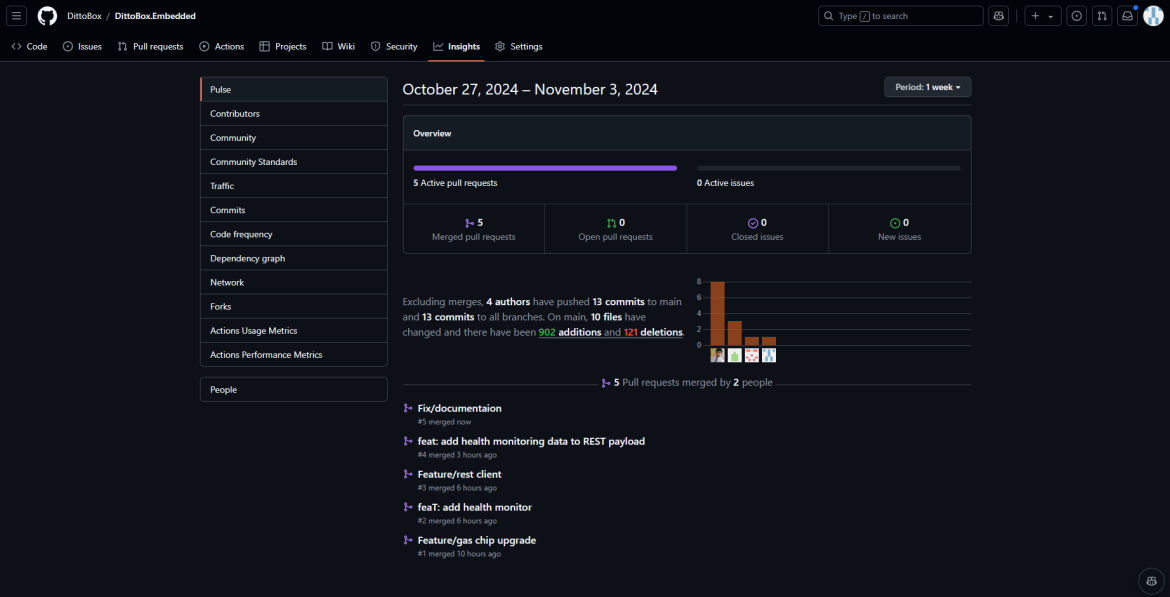 DittoBox / DittoBox.Embedded
Type / to search
Code Issues Pull requests Actions Projects Wiki Security Insights Settings
Pulse
Contributors
Community
Community Standards
Traffic
Commits
Code frequency
Dependency graph
Network
Forks
Actions Usage Metrics
Actions Performance Metrics
People
October 27, 2024 – November 3, 2024
Period: 1 week
Overview
5 Active pull requests
0 Active issues
5
Merged pull requests
0
Open pull requests
0
Closed issues
0
New issues
Excluding merges, 4 authors have pushed 13 commits to main
and 13 commits to all branches. On main, 10 files have
changed and there have been 902 additions and 121 deletions.
8
6
4
2
0
5 Pull requests merged by 2 people
Fix/documentaion
#5 merged now
feat: add health monitoring data to REST payload
#4 merged 3 hours ago
Feature/rest client
#3 merged 6 hours ago
feaT: add health monitor
#2 merged 6 hours ago
Feature/gas chip upgrade
#1 merged 10 hours ago